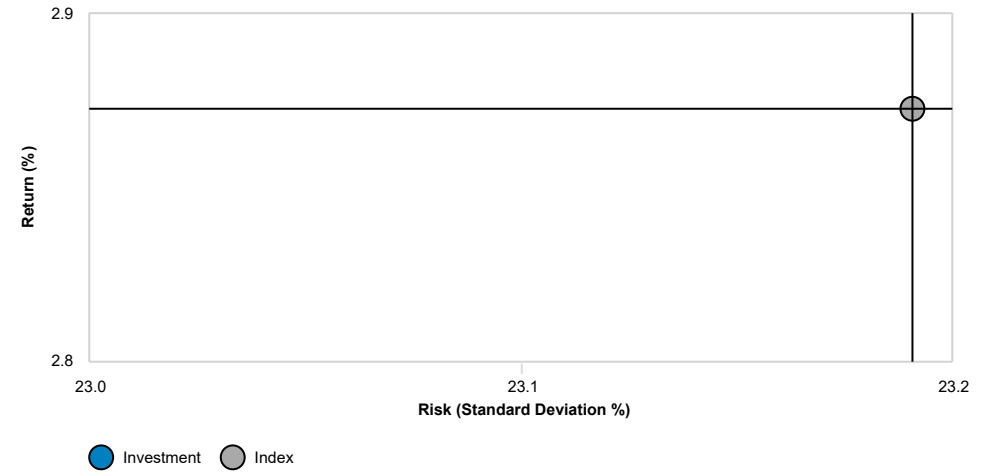 2.9
Return (%)
2.8
23.0 23.1 23.2
Risk (Standard Deviation %)
Investment Index